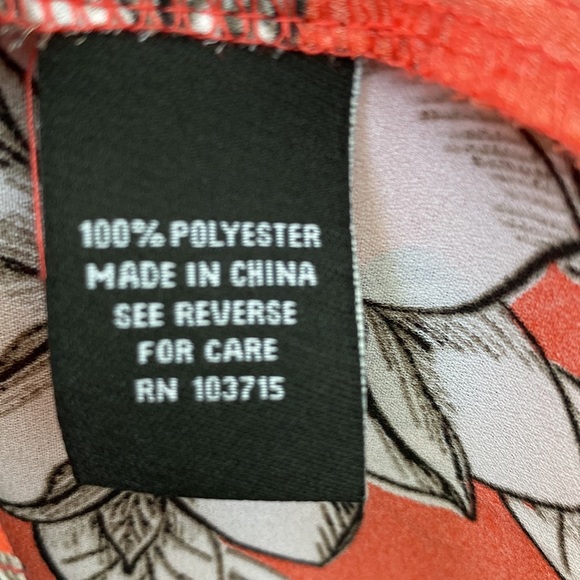 100% POLYESTER
MADE IN CHINA
SEE REVERSE
FOR CARE
RN 103715